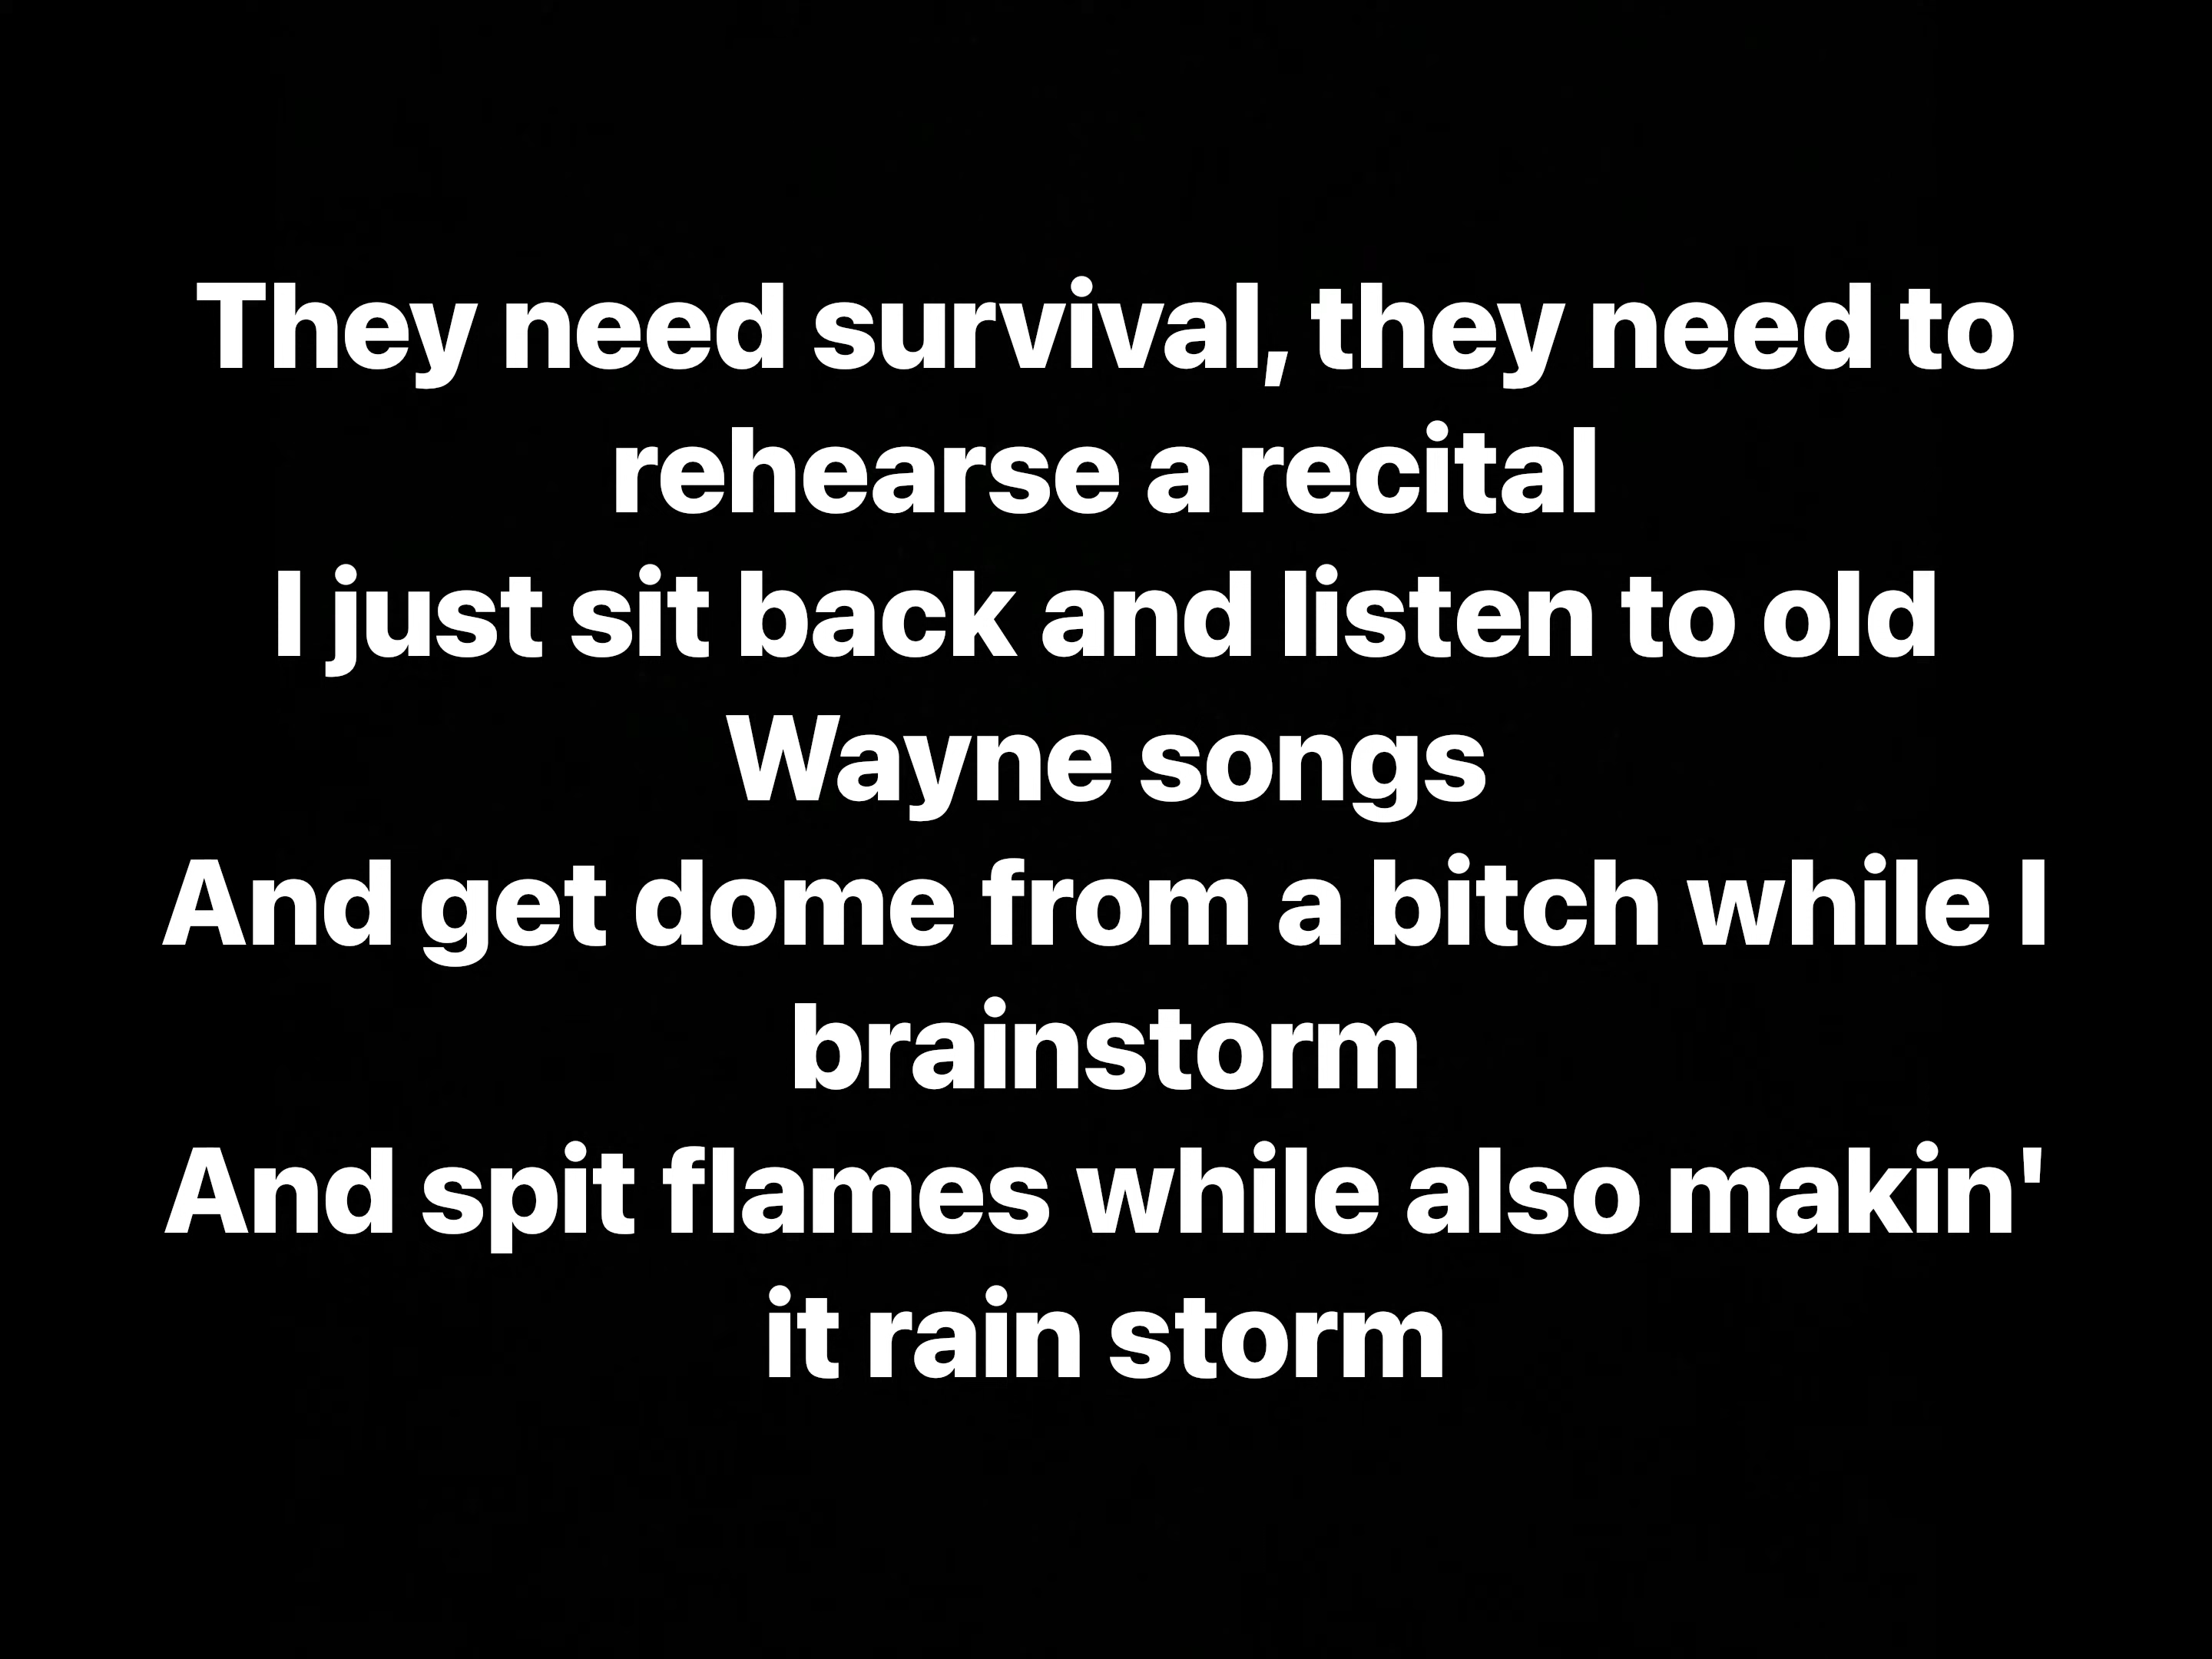 They need survival, they need to
rehearse a recital
I just sit back and listen to old
Wayne songs
And get dome from a bitch while I
brainstorm
And spit flames while also makin'
it rain storm